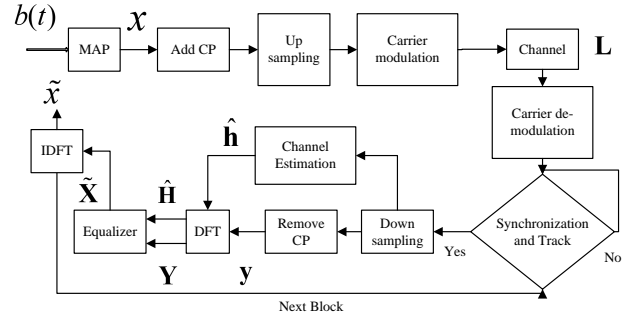 b(t)
MAP
x
Add CP
Up
sampling
Carrier
modulation
Channel
L
Carrier de-
modulation
x̃
IDFT
ĥ
Channel
Estimation
X̃
Ĥ
Equalizer
DFT
Remove
CP
Down
sampling
Synchronization
and Track
Yes
No
Y
y
Next Block